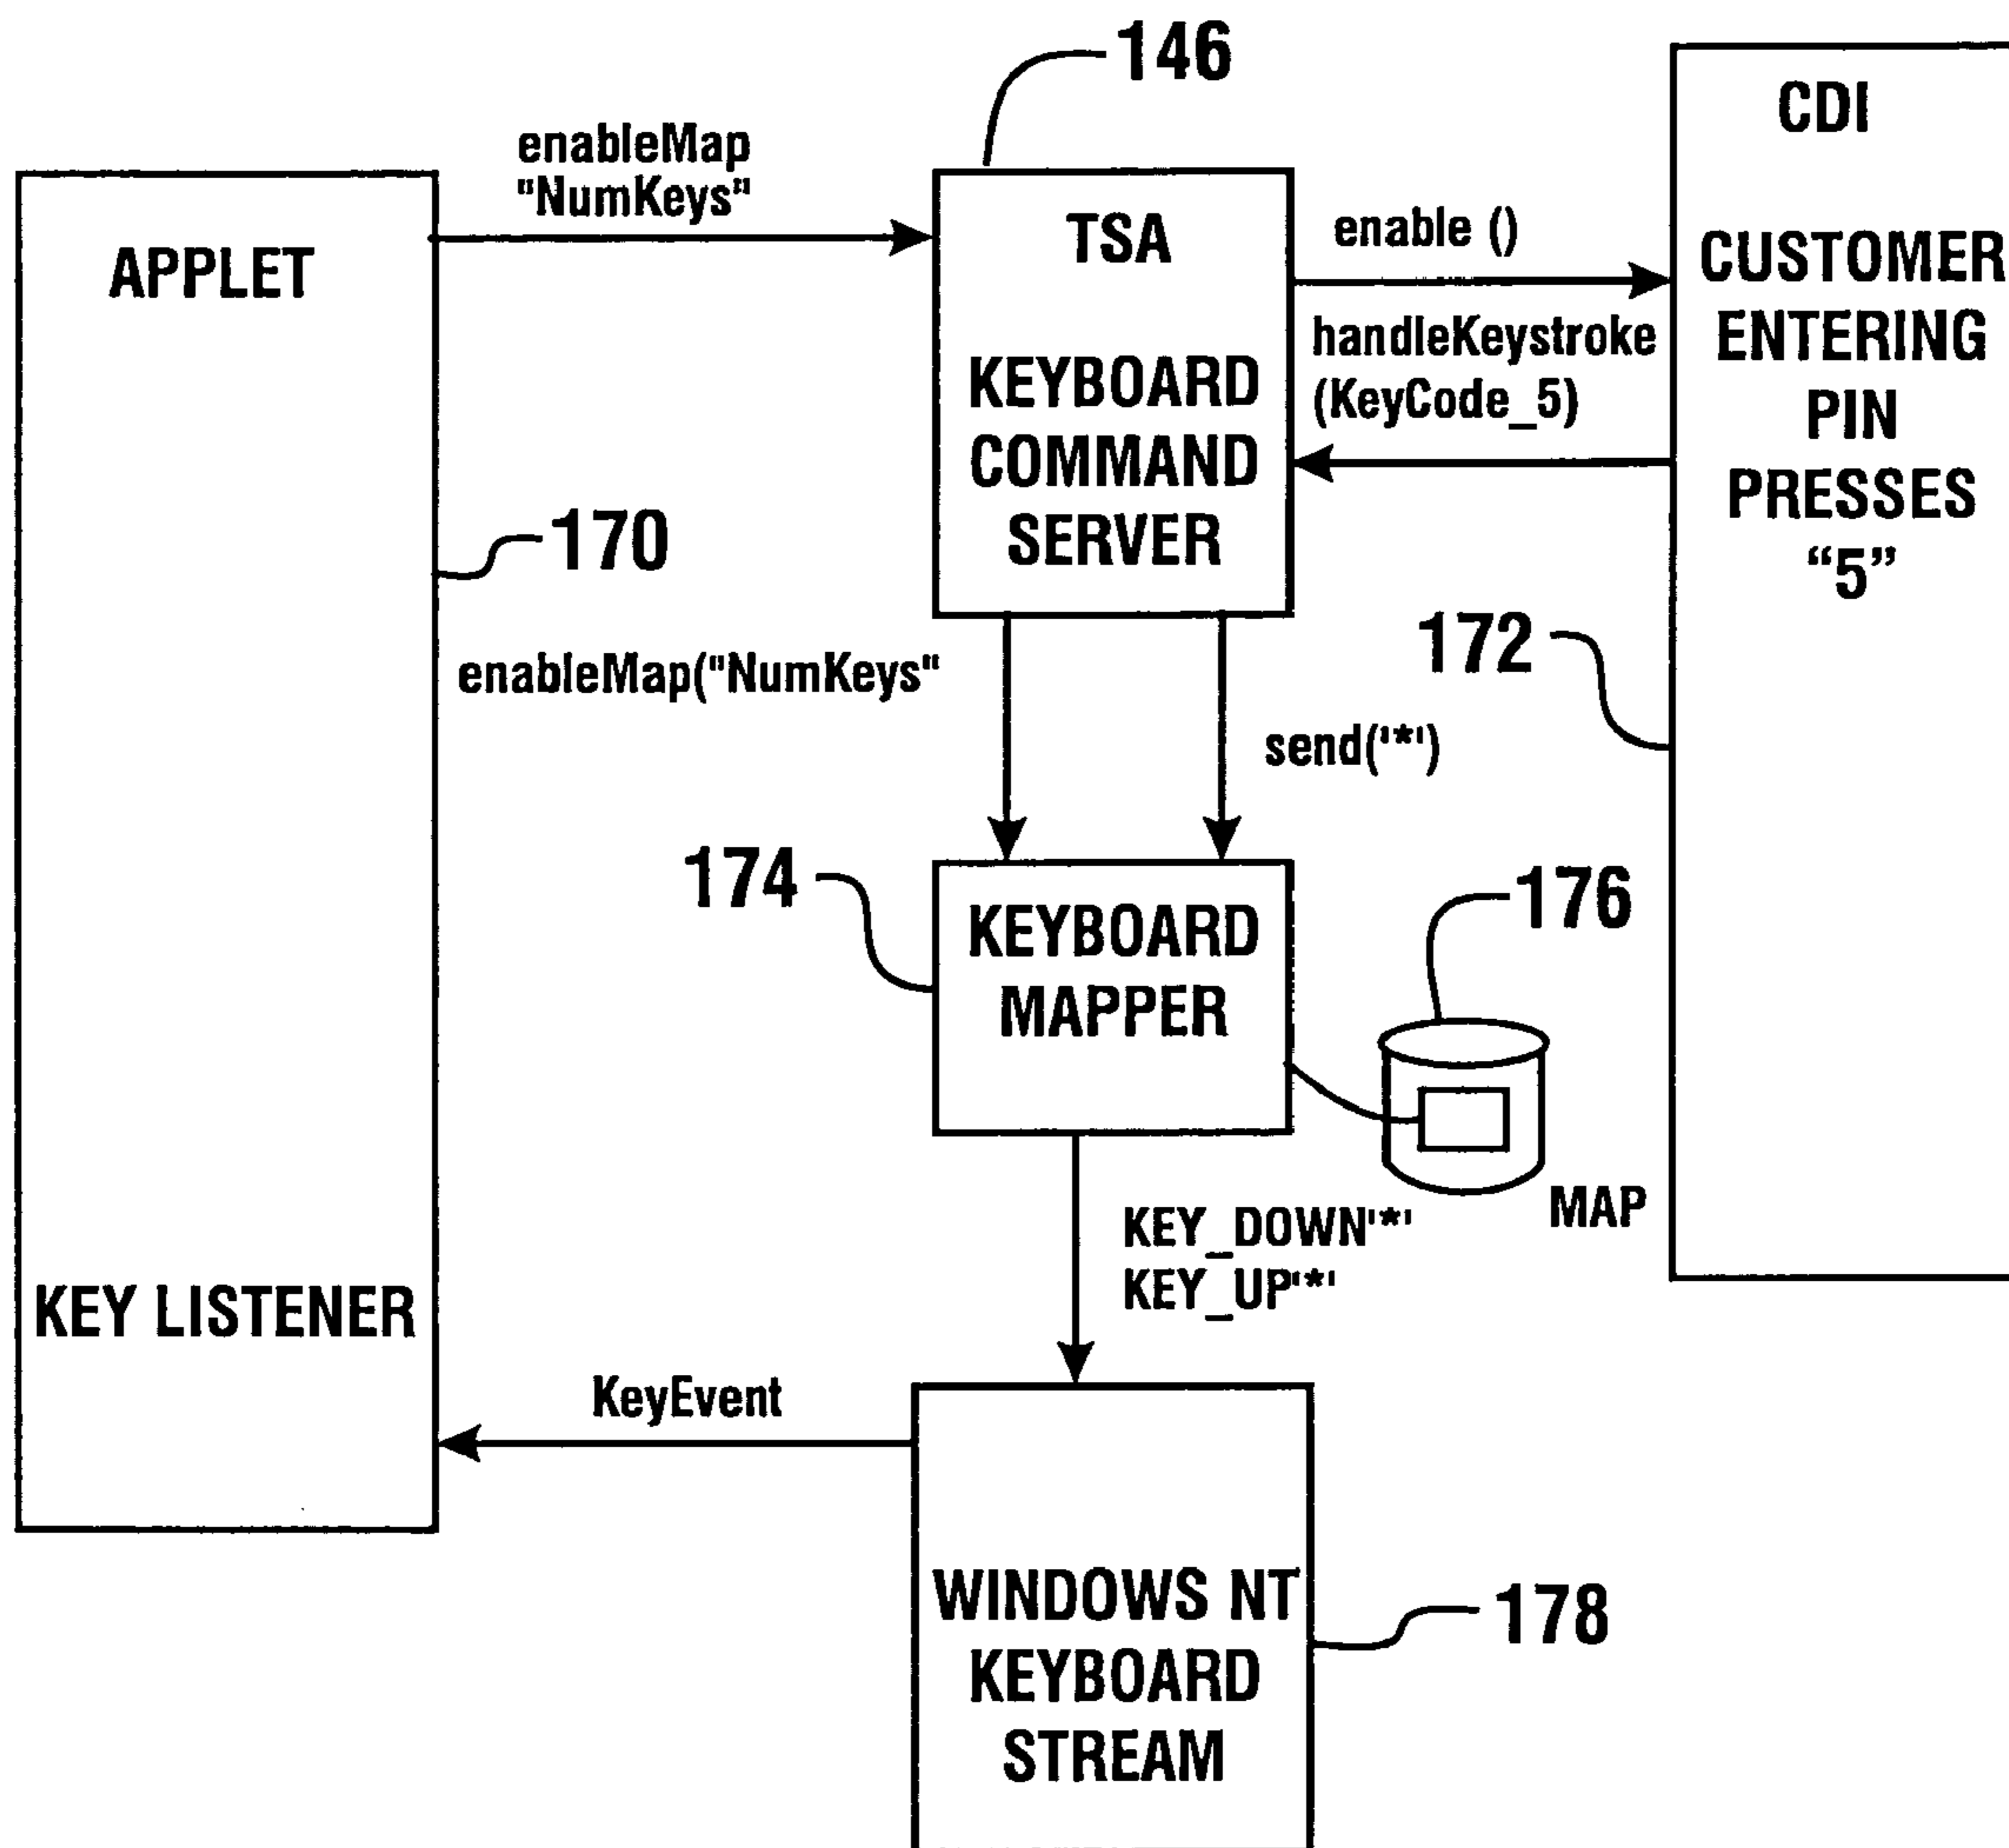 146
CDI
enableMap
"NumKeys"
APPLET
TSA
enable ()
CUSTOMER
ENTERING
PIN
PRESSES
“5”
handleKeystroke
(KeyCode_5)
KEYBOARD
COMMAND
SERVER
170
172
enableMap("NumKeys"
send('*')
174
KEYBOARD
MAPPER
176
MAP
KEY_DOWN'*'
KEY_UP'*'
KEY LISTENER
KeyEvent
WINDOWS NT
KEYBOARD
STREAM
178